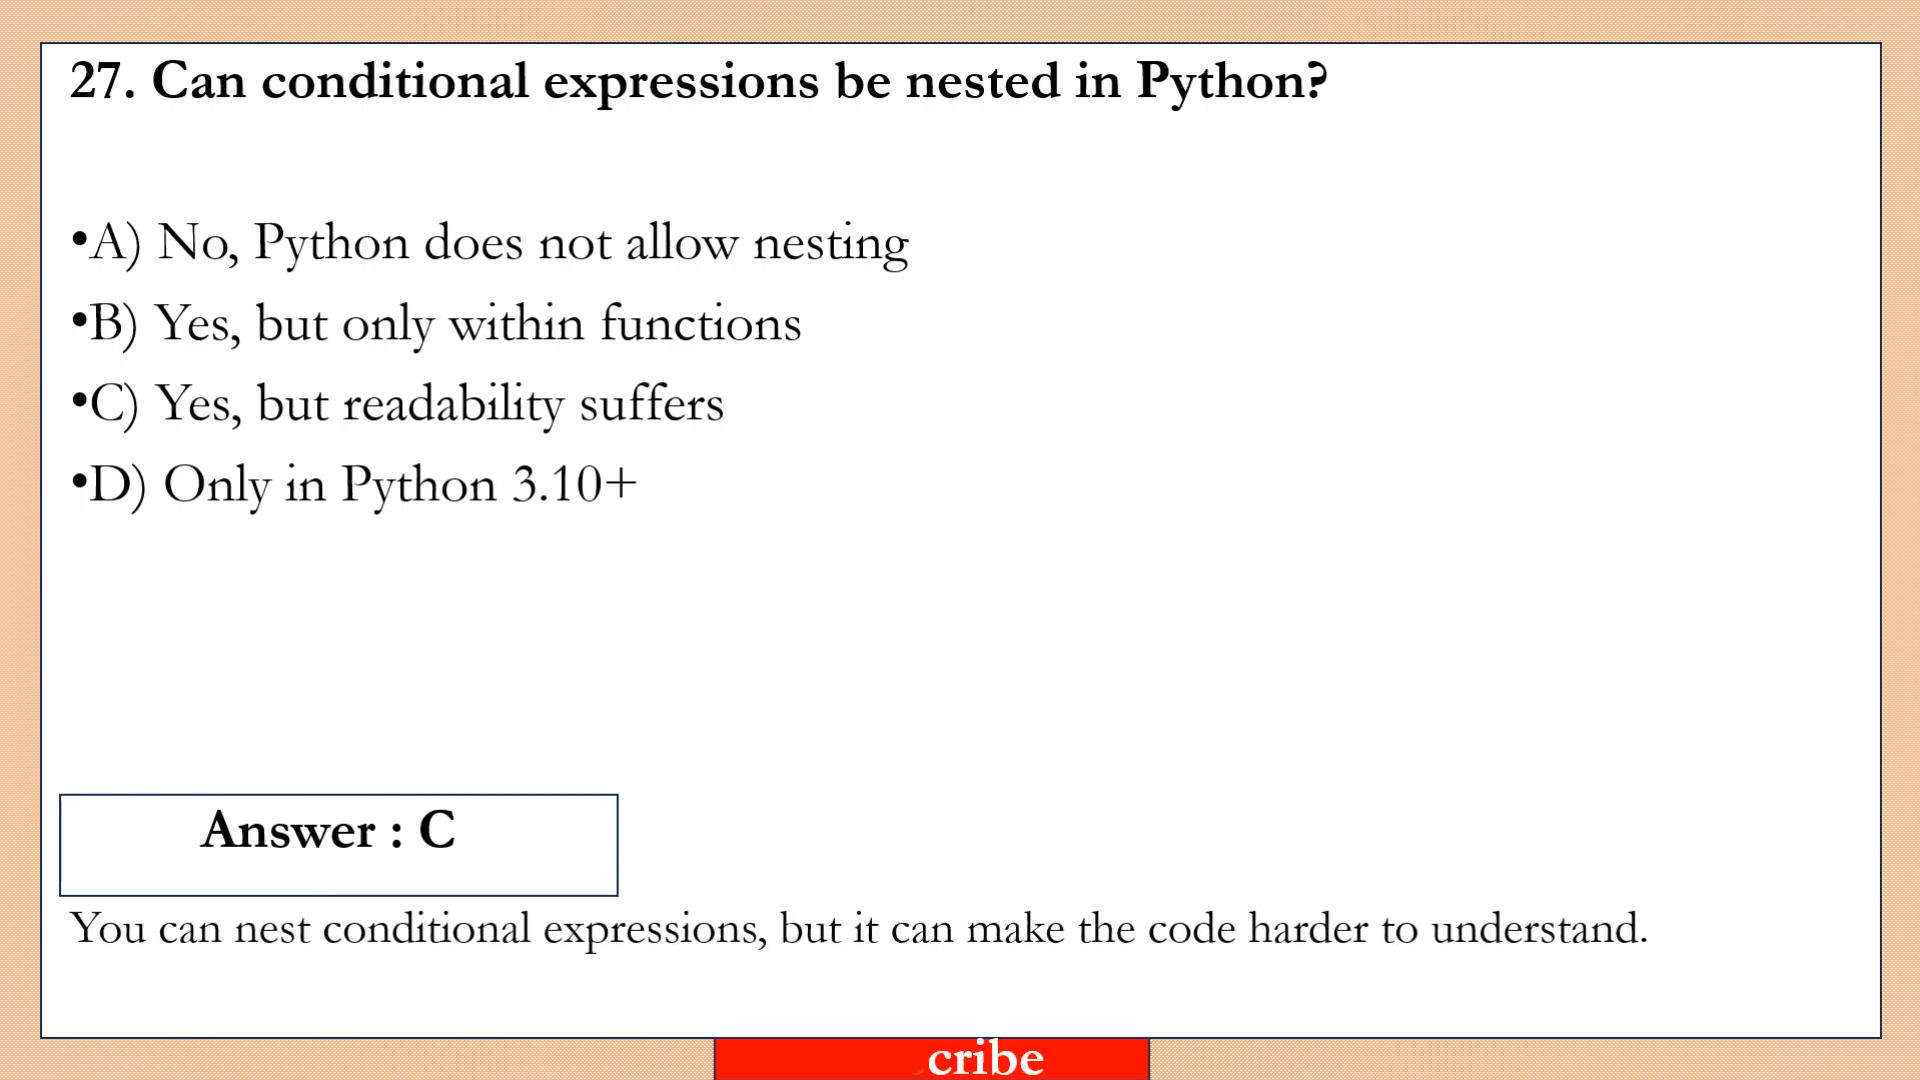 27. Can conditional expressions be nested in Python?
•A) No, Python does not allow nesting
•B) Yes, but only within functions
•C) Yes, but readability suffers
•D) Only in Python 3.10+
Answer : C
You can nest conditional expressions, but it can make the code harder to understand.
cribe